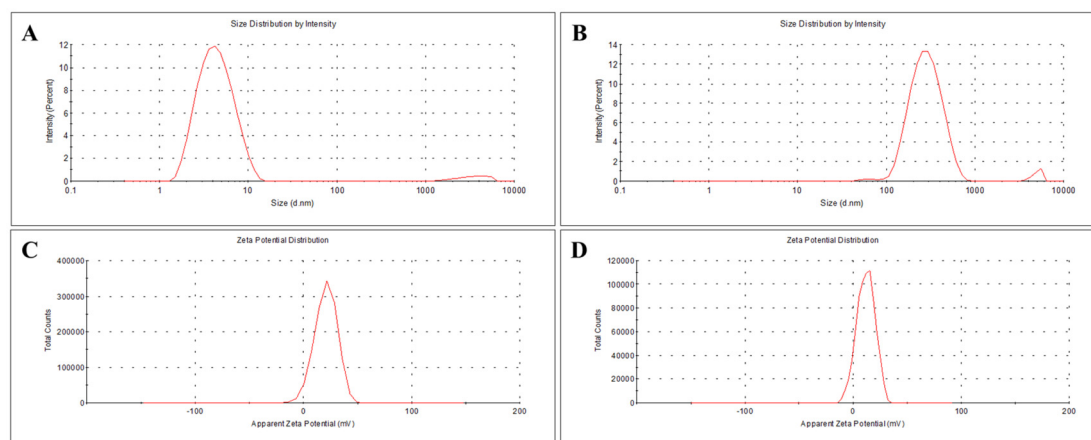 A
Size Distribution by Intensity
Intensity (Percent)
12
10
8
6
4
2
0
0.1 1 10 100 1000 10000
Size (d.nm)
B
Size Distribution by Intensity
Intensity (Percent)
14
12
10
8
6
4
2
0
0.1 1 10 100 1000 10000
Size (d.nm)
C
Zeta Potential Distribution
Total Counts
400000
300000
200000
100000
0
-100 0 100 200
Apparent Zeta Potential (mV)
D
Zeta Potential Distribution
Total Counts
120000
100000
80000
60000
40000
20000
0
-100 0 100 200
Apparent Zeta Potential (mV)